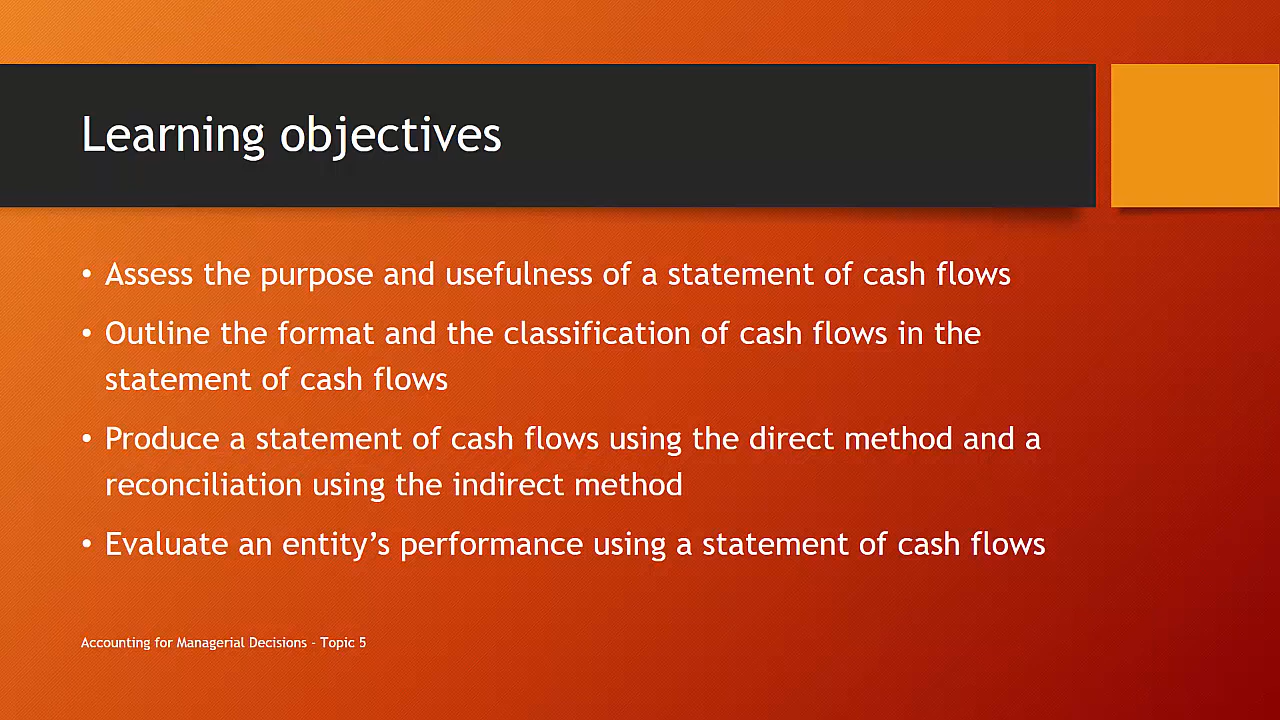 Learning objectives
• Assess the purpose and usefulness of a statement of cash flows
• Outline the format and the classification of cash flows in the
statement of cash flows
• Produce a statement of cash flows using the direct method and a
reconciliation using the indirect method
• Evaluate an entity’s performance using a statement of cash flows
Accounting for Managerial Decisions - Topic 5